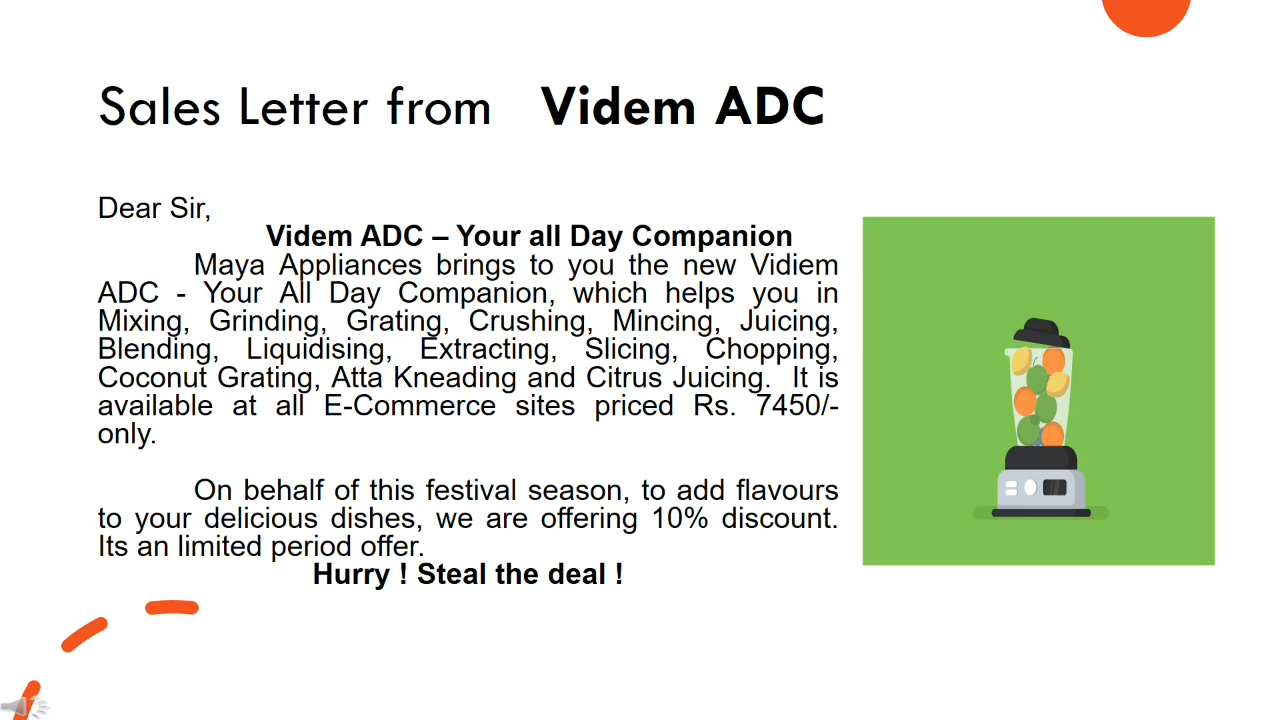 Sales Letter from Videm ADC
Dear Sir,
Videm ADC – Your all Day Companion
Maya Appliances brings to you the new Vidiem
ADC - Your All Day Companion, which helps you in
Mixing, Grinding, Grating, Crushing, Mincing, Juicing,
Blending, Liquidising, Extracting, Slicing, Chopping,
Coconut Grating, Atta Kneading and Citrus Juicing. It is
available at all E-Commerce sites priced Rs. 7450/-
only.
On behalf of this festival season, to add flavours
to your delicious dishes, we are offering 10% discount.
Its an limited period offer.
Hurry ! Steal the deal !